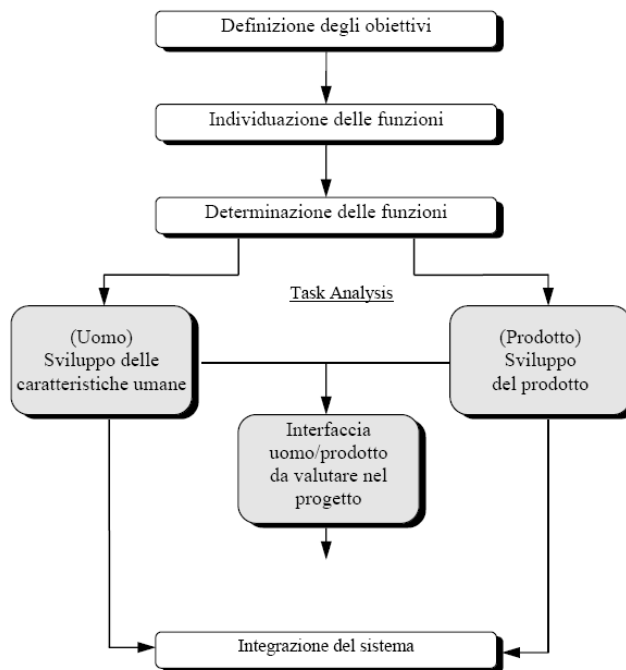 Definizione degli obiettivi
Individuazione delle funzioni
Determinazione delle funzioni
Task Analysis
(Uomo)
Sviluppo delle
caratteristiche umane
(Prodotto)
Sviluppo
del prodotto
Interfaccia
uomo/prodotto
da valutare nel
progetto
Integrazione del sistema